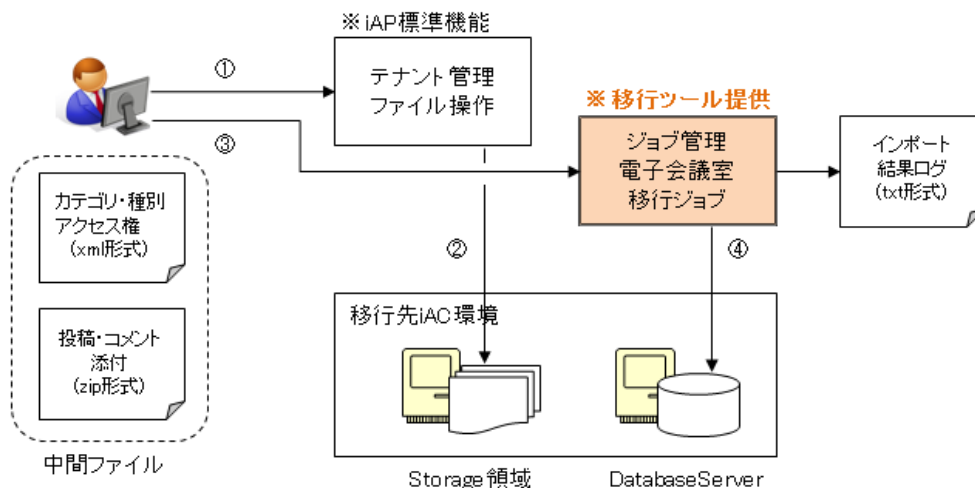 ※iAP標準機能
①
テナント管理
ファイル操作
※移行ツール提供
③
ジョブ管理
電子会議室
移行ジョブ
インポート
結果ログ
(txt形式)
カテゴリ・種別
アクセス権
(xml形式)
②
④
移行先iAC環境
投稿・コメント
添付
(zip形式)
中間ファイル
Storage領域
DatabaseServer